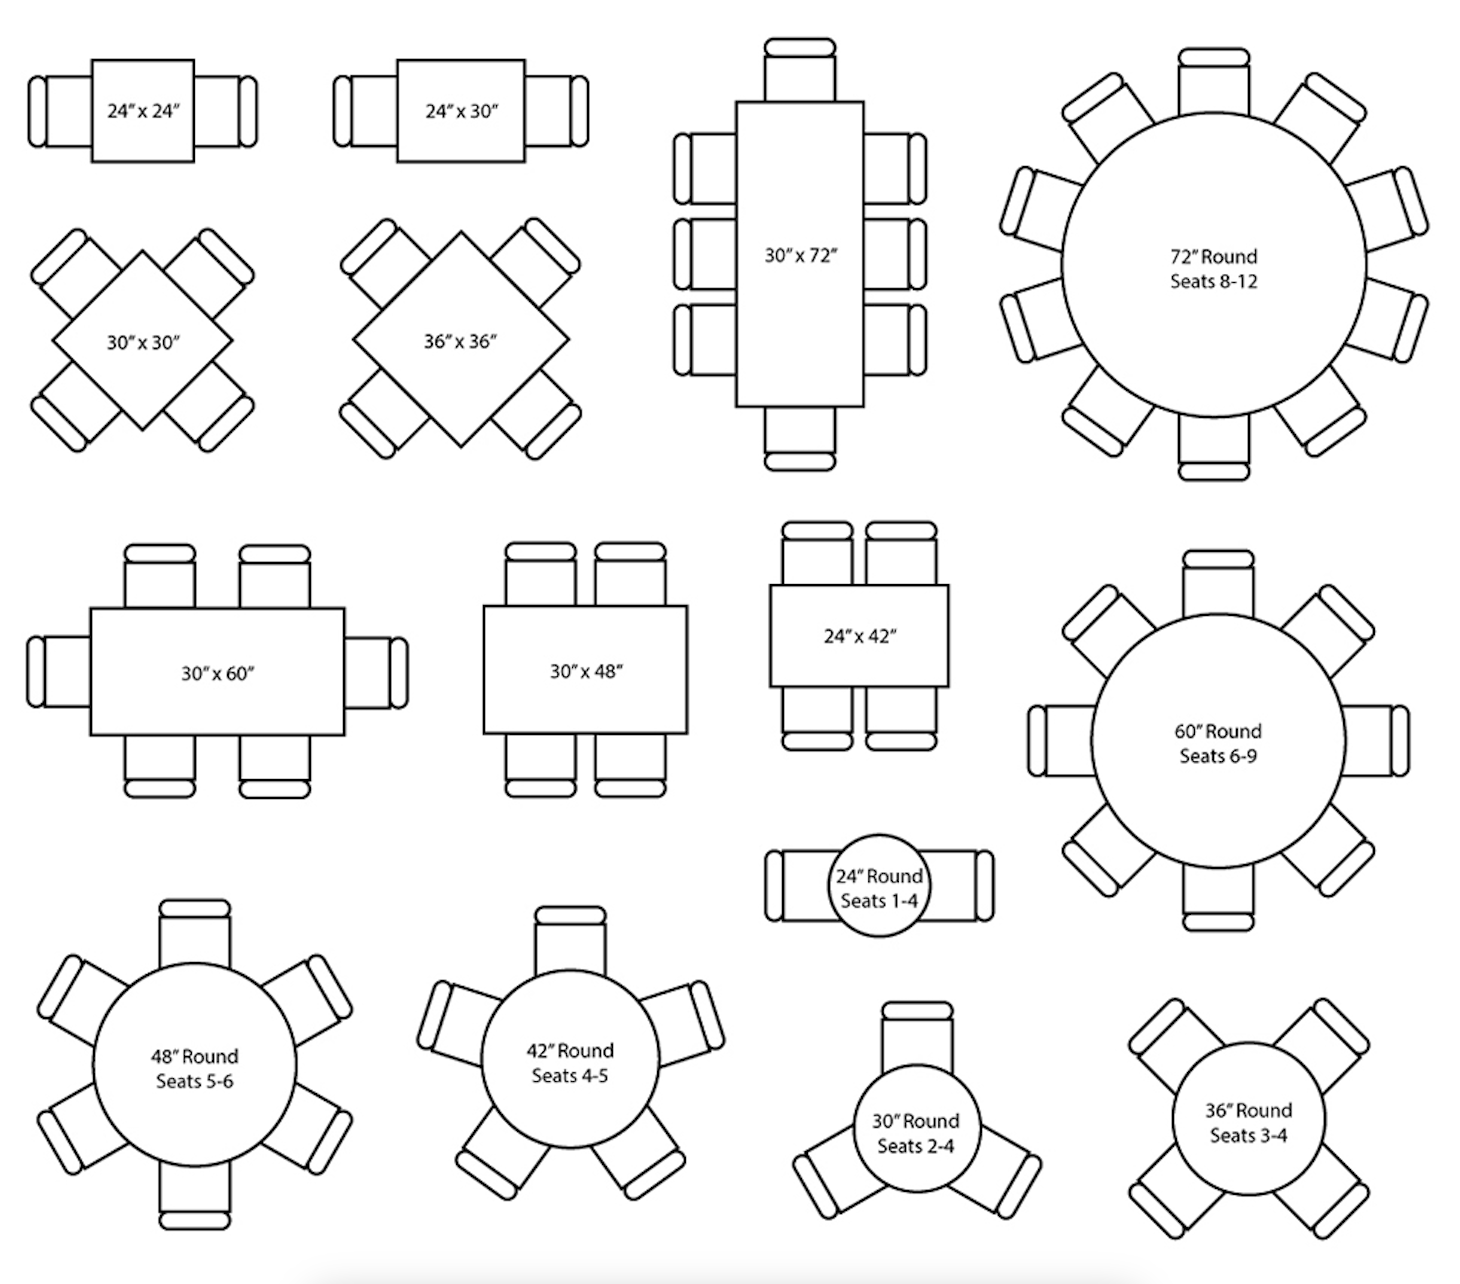 24" x 24"
24" x 30"
30" x 72"
72" Round
Seats 8-12
30" x 30"
36" x 36"
30" x 60"
30" x 48"
24" x 42"
60" Round
Seats 6-9
24" Round
Seats 1-4
48" Round
Seats 5-6
42" Round
Seats 4-5
30" Round
Seats 2-4
36" Round
Seats 3-4